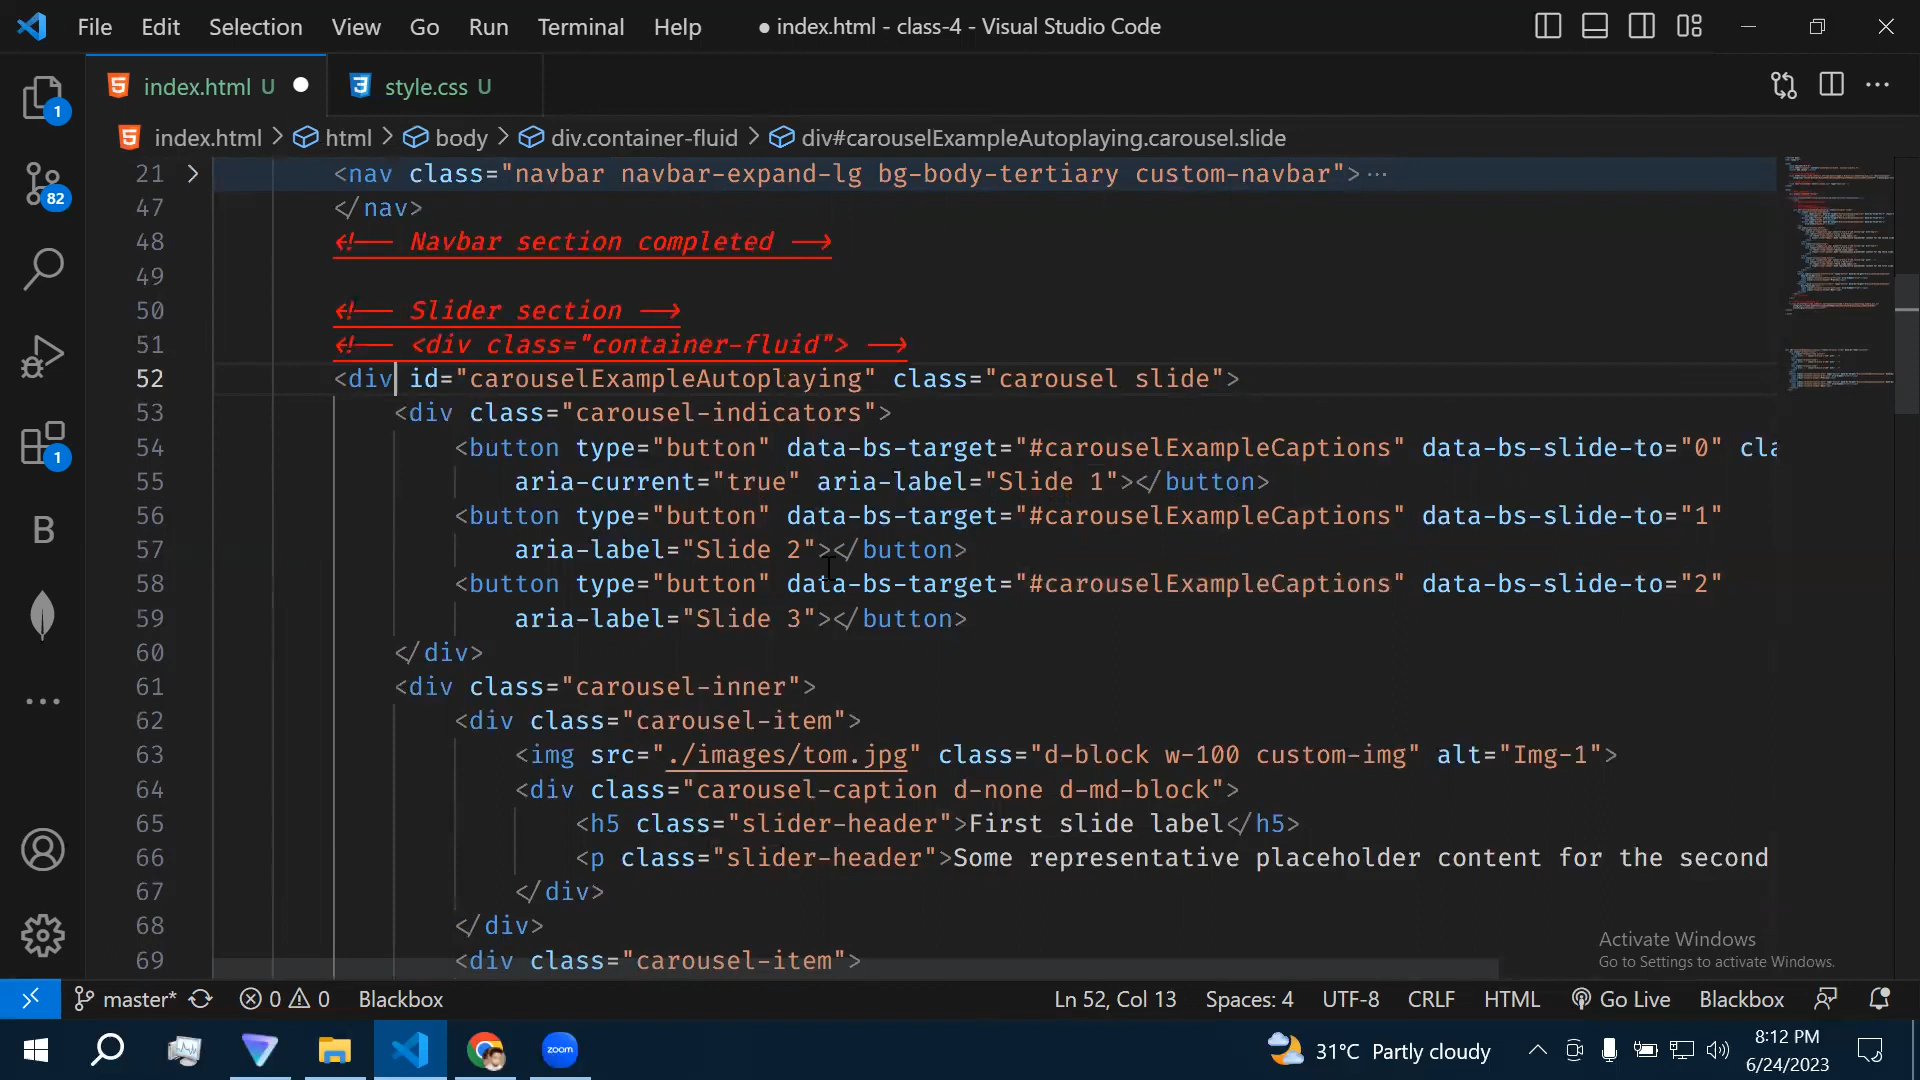 File Edit Selection View Go Run Terminal Help ● index.html - class-4 - Visual Studio Code
index.html U style.css U
index.html > html > body > div.container-fluid > div#carouselExampleAutoplaying.carousel.slide
21 <nav class="navbar navbar-expand-lg bg-body-tertiary custom-navbar">···
47 </nav>
48 <!-- Navbar section completed -->
49
50 <!-- Slider section -->
51 <!-- <div class="container-fluid"> -->
52 <div id="carouselExampleAutoplaying" class="carousel slide">
53 <div class="carousel-indicators">
54 <button type="button" data-bs-target="#carouselExampleCaptions" data-bs-slide-to="0" cla
55 aria-current="true" aria-label="Slide 1"></button>
56 <button type="button" data-bs-target="#carouselExampleCaptions" data-bs-slide-to="1"
57 aria-label="Slide 2"></button>
58 <button type="button" data-bs-target="#carouselExampleCaptions" data-bs-slide-to="2"
59 aria-label="Slide 3"></button>
60 </div>
61 <div class="carousel-inner">
62 <div class="carousel-item">
63 <img src="./images/tom.jpg" class="d-block w-100 custom-img" alt="Img-1">
64 <div class="carousel-caption d-none d-md-block">
65 <h5 class="slider-header">First slide label</h5>
66 <p class="slider-header">Some representative placeholder content for the second
67 </div>
68 </div>
69 <div class="carousel-item">
1
82
1
B
Activate Windows
Go to Settings to activate Windows.
master* 0 0 Blackbox Ln 52, Col 13 Spaces: 4 UTF-8 CRLF HTML Go Live Blackbox
zoom 31°C Partly cloudy 8:12 PM
6/24/2023